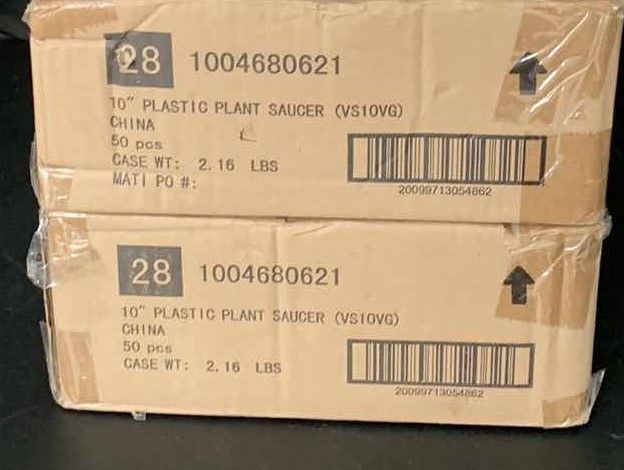 28 1004680621
10" PLASTIC PLANT SAUCER (VS10VG)
CHINA
50 pcs
CASE WT: 2.16 LBS
MATI PO #:
20099713054862
28 1004680621
10" PLASTIC PLANT SAUCER (VS10VG)
CHINA
50 pcs
CASE WT: 2.16 LBS
20099713054862